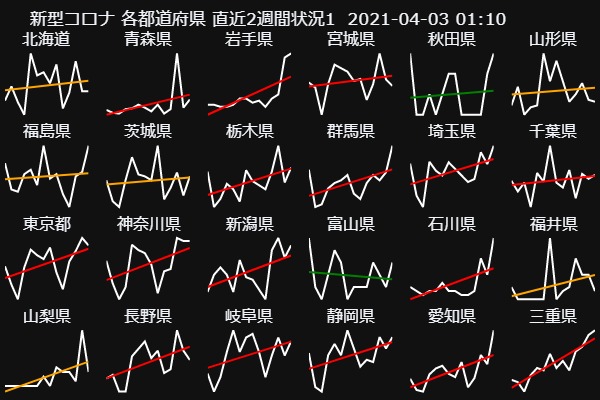 新型コロナ 各都道府県 直近2週間状況1 2021-04-03 01:10
北海道 青森県 岩手県 宮城県 秋田県 山形県
福島県 茨城県 栃木県 群馬県 埼玉県 千葉県
東京都 神奈川県 新潟県 富山県 石川県 福井県
山梨県 長野県 岐阜県 静岡県 愛知県 三重県